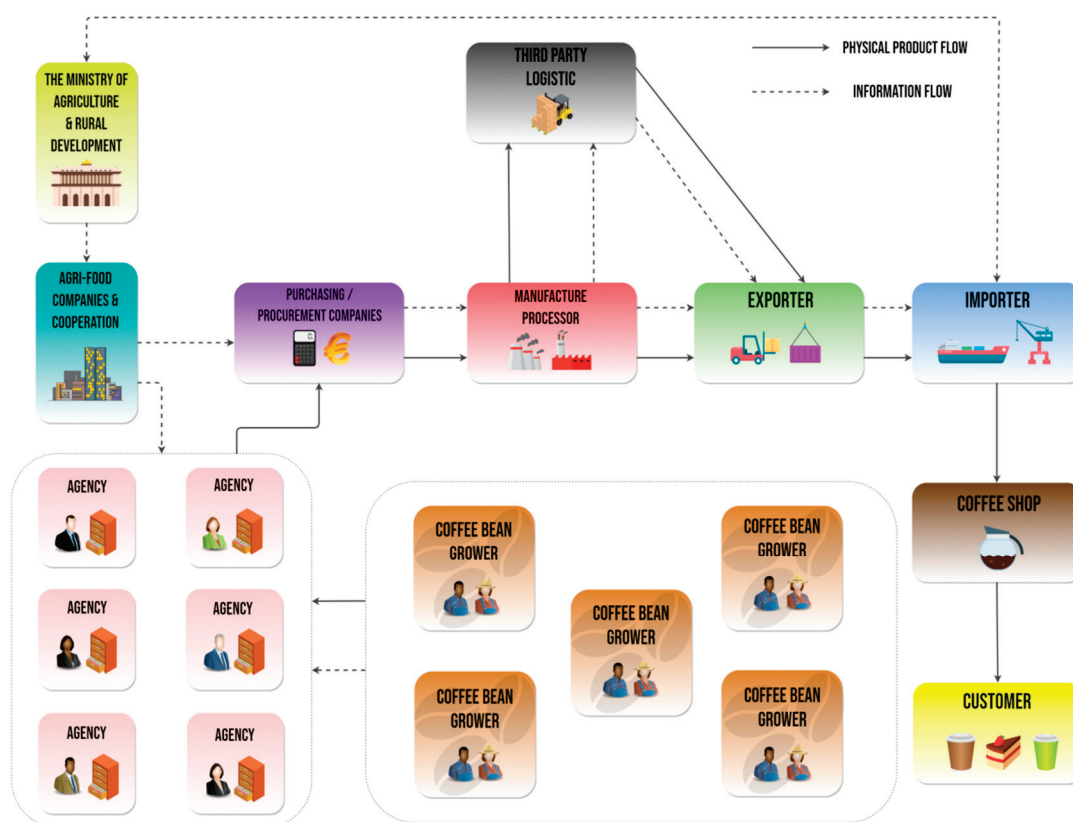 THE MINISTRY OF
AGRICULTURE
& RURAL
DEVELOPMENT
THIRD PARTY
LOGISTIC
PHYSICAL PRODUCT FLOW
INFORMATION FLOW
AGRI-FOOD
COMPANIES &
COOPERATION
PURCHASING /
PROCUREMENT COMPANIES
MANUFACTURE
PROCESSOR
EXPORTER
IMPORTER
AGENCY
AGENCY
AGENCY
AGENCY
AGENCY
AGENCY
COFFEE BEAN
GROWER
COFFEE BEAN
GROWER
COFFEE BEAN
GROWER
COFFEE BEAN
GROWER
COFFEE BEAN
GROWER
COFFEE SHOP
CUSTOMER